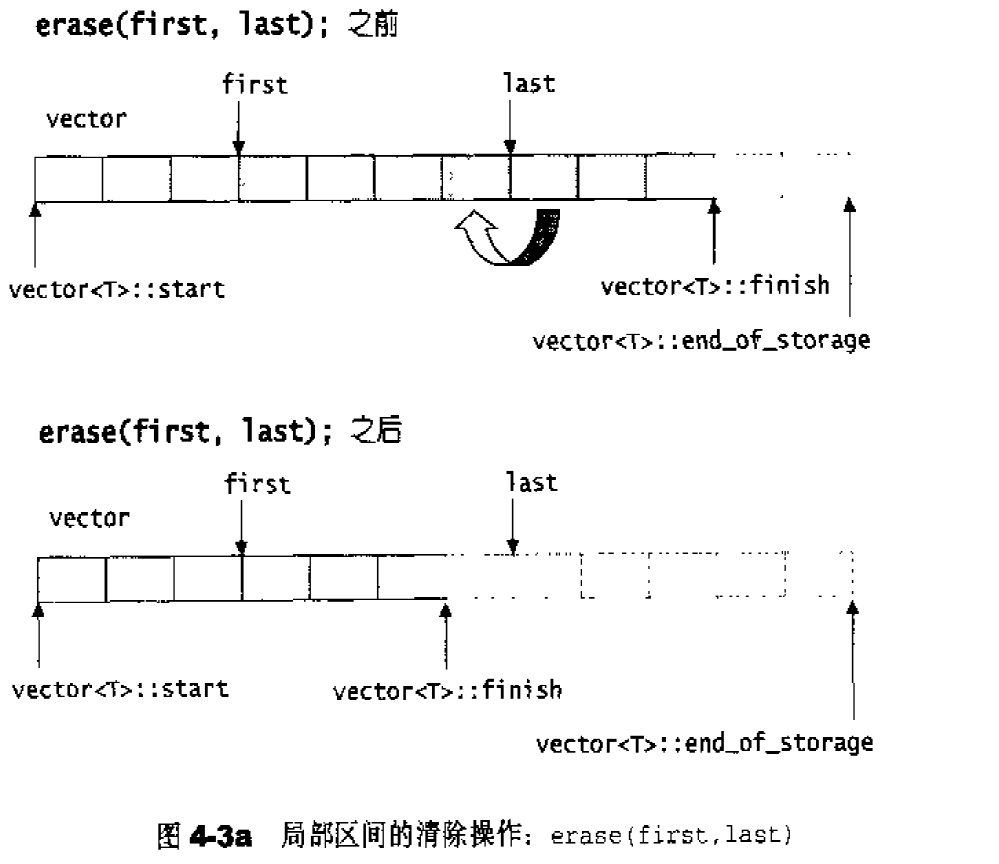 erase(first, last); 之前
first
last
vector
vector<T>::start
vector<T>::finish
vector<T>::end_of_storage
erase(first, last); 之后
first
last
vector
vector<T>::start
vector<T>::finish
vector<T>::end_of_storage
图 4-3a 局部区间的清除操作：erase(first,last)